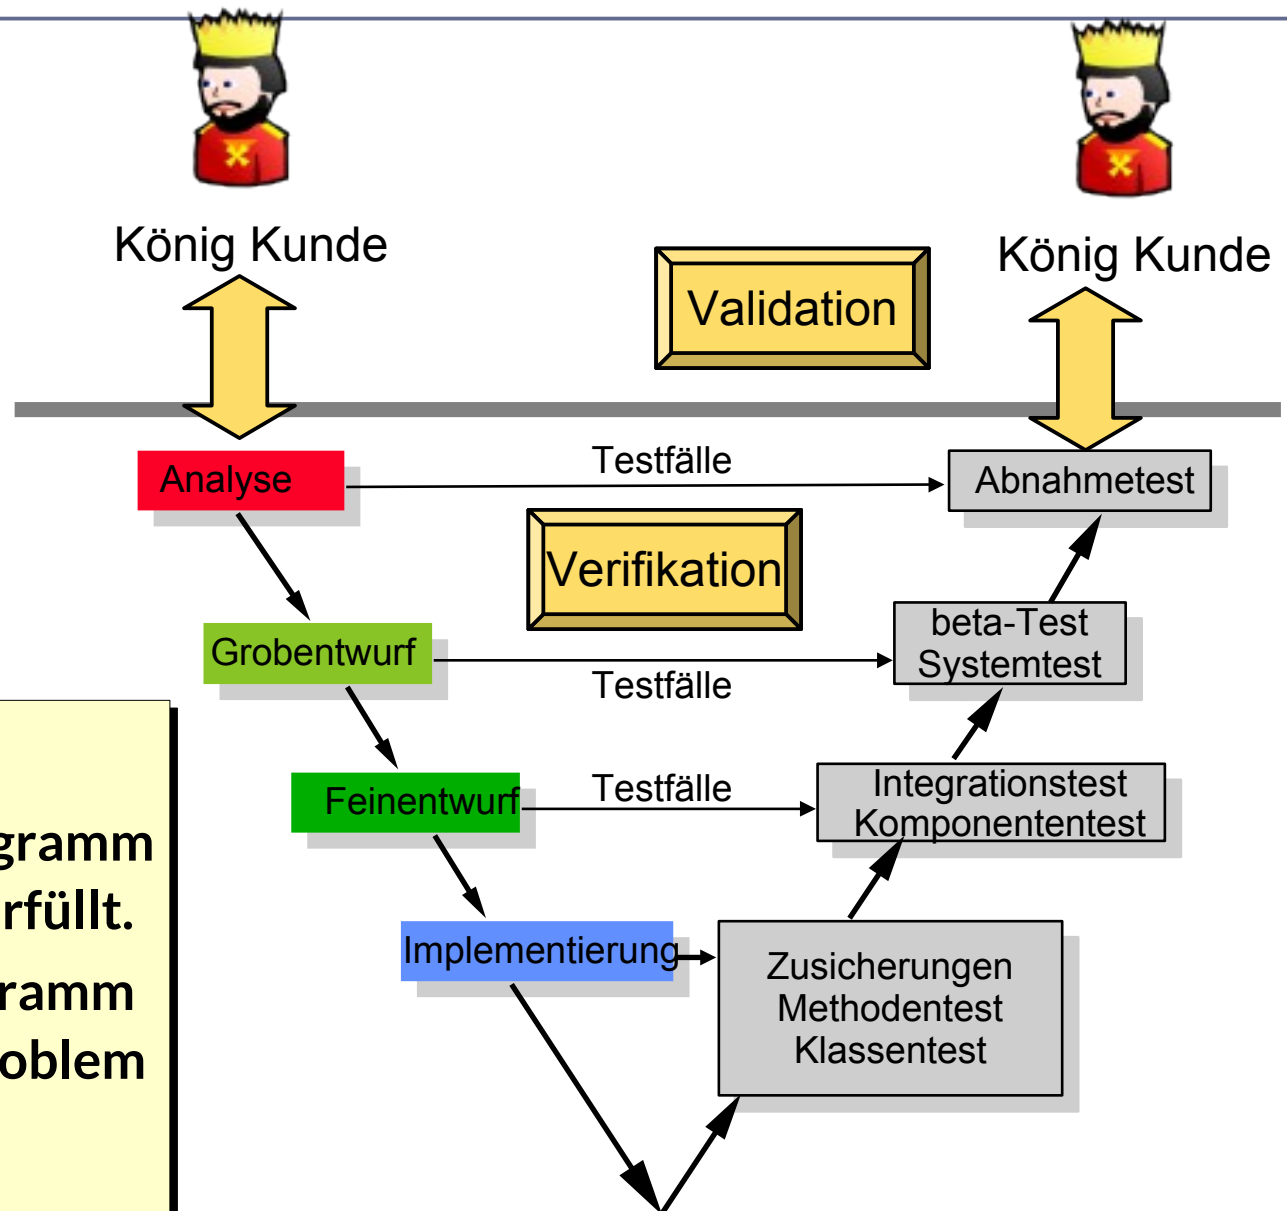 König Kunde
König Kunde
Validation
Analyse
Testfälle
Abnahmetest
Verifikation
Grobentwurf
Testfälle
beta-Test
Systemtest
Feinentwurf
Testfälle
Integrationstest
Komponententest
Implementierung
Zusicherungen
Methodentest
Klassentest
gramm
rfüllt.
ramm
oblem